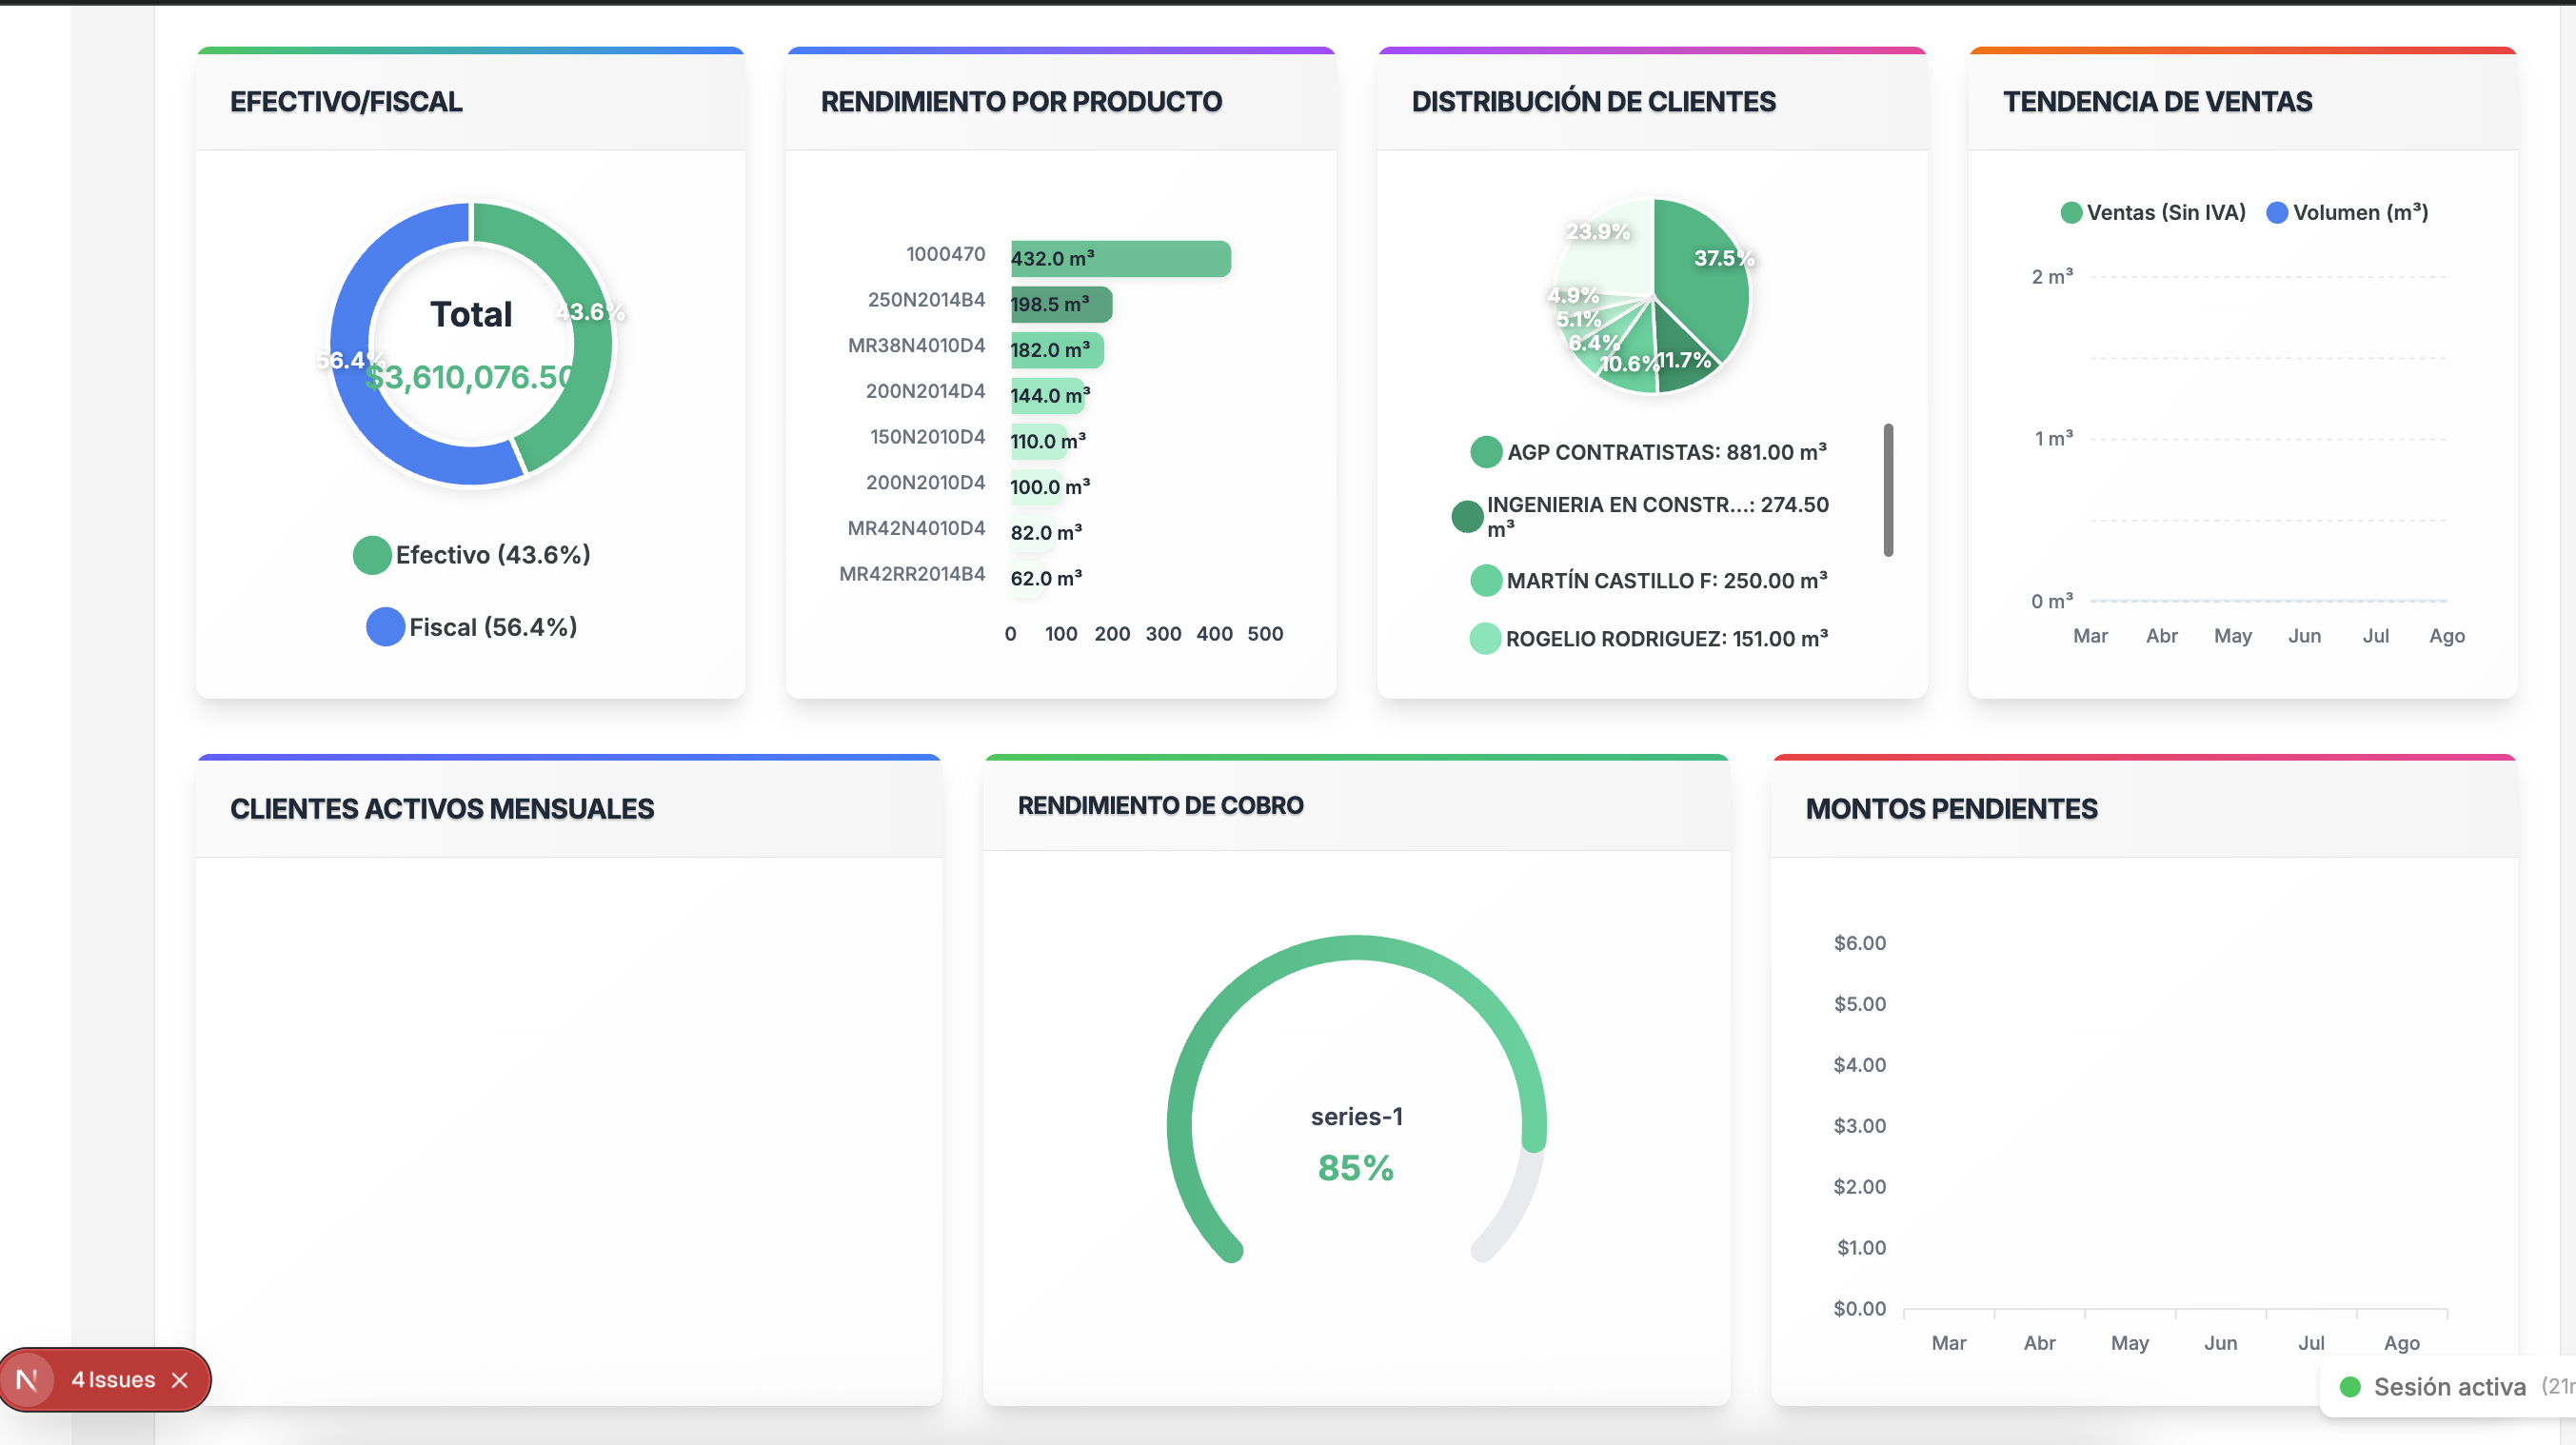 EFECTIVO/FISCAL
43.6%
56.4%
Total
$3,610,076.50
Efectivo (43.6%)
Fiscal (56.4%)
RENDIMIENTO POR PRODUCTO
1000470
432.0 m³
250N2014B4
198.5 m³
MR38N4010D4
182.0 m³
200N2014D4
144.0 m³
150N2010D4
110.0 m³
200N2010D4
100.0 m³
MR42N4010D4
82.0 m³
MR42RR2014B4
62.0 m³
0 100 200 300 400 500
DISTRIBUCIÓN DE CLIENTES
23.9%
37.5%
4.9%
5.1%
6.4%
10.6%
11.7%
AGP CONTRATISTAS: 881.00 m³
INGENIERIA EN CONSTR...: 274.50
m³
MARTÍN CASTILLO F: 250.00 m³
ROGELIO RODRIGUEZ: 151.00 m³
TENDENCIA DE VENTAS
Ventas (Sin IVA) Volumen (m³)
2 m³
1 m³
0 m³
Mar Abr May Jun Jul Ago
CLIENTES ACTIVOS MENSUALES
RENDIMIENTO DE COBRO
series-1
85%
MONTOS PENDIENTES
$6.00
$5.00
$4.00
$3.00
$2.00
$1.00
$0.00
Mar Abr May Jun Jul Ago
N 4 Issues
Sesión activa